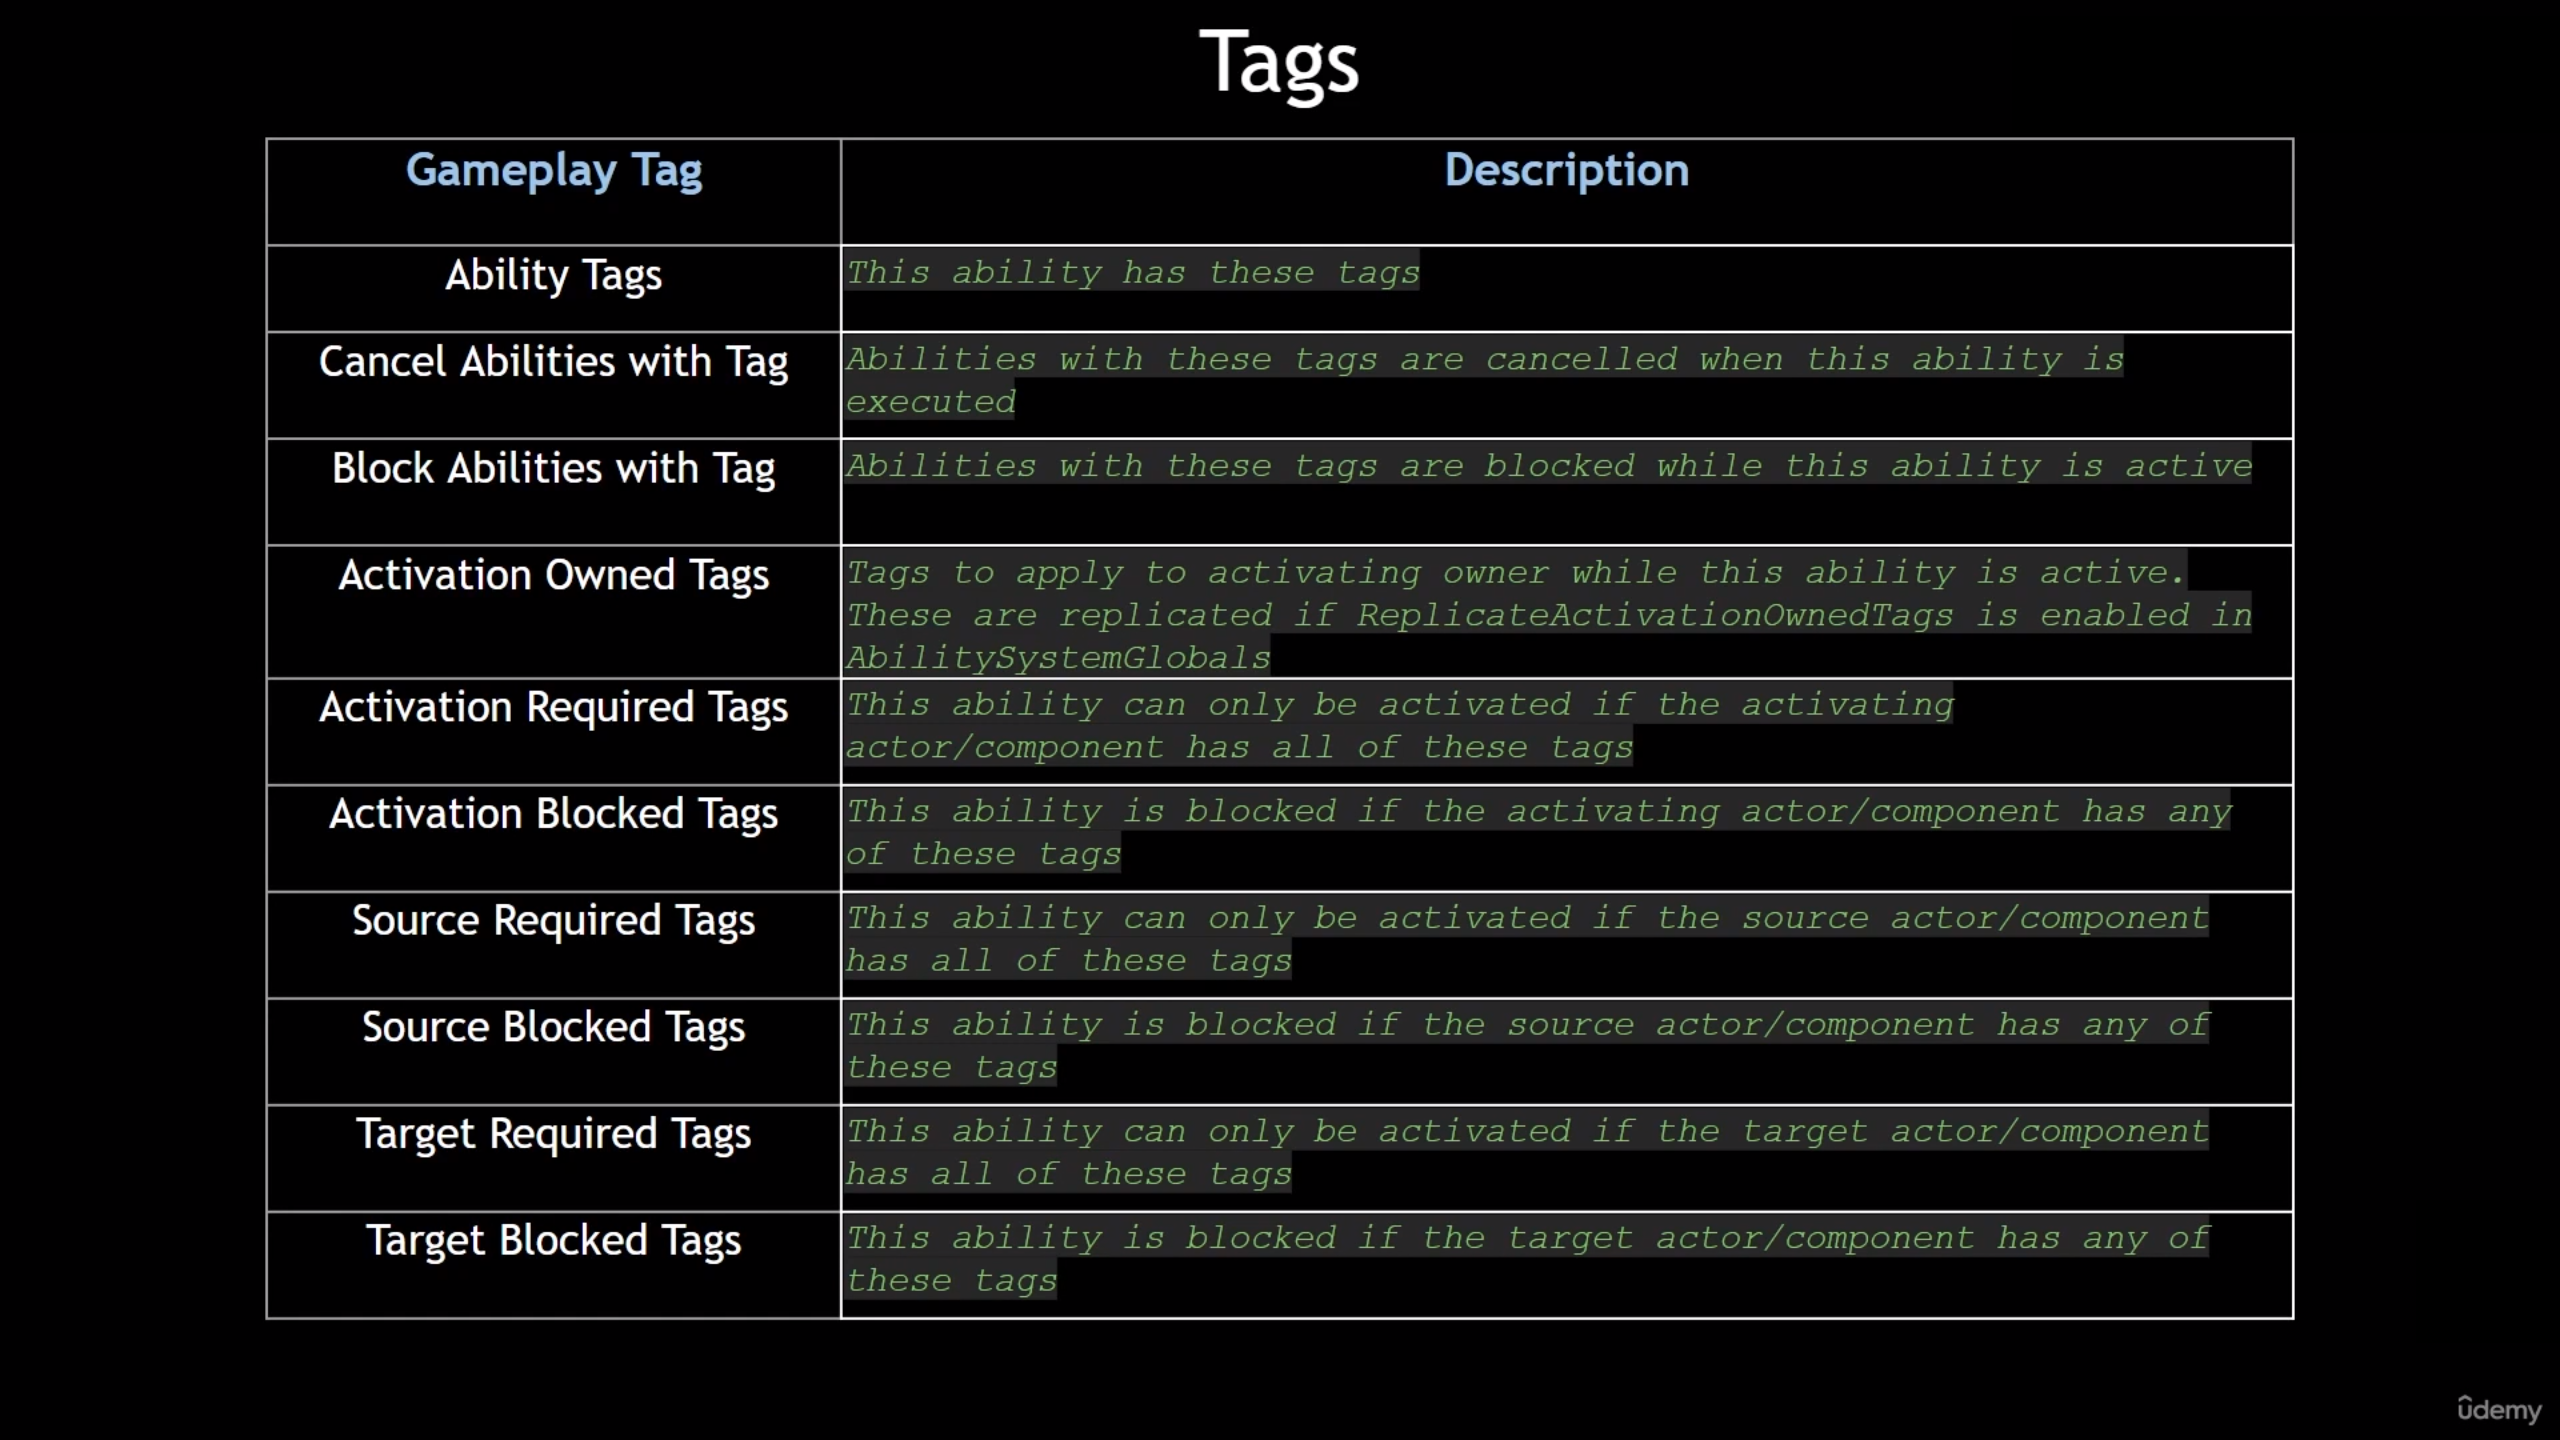 Tags
Gameplay Tag
Description
Ability Tags
This ability has these tags
Cancel Abilities with Tag
Abilities with these tags are cancelled when this ability is
executed
Block Abilities with Tag
Abilities with these tags are blocked while this ability is active
Activation Owned Tags
Tags to apply to activating owner while this ability is active.
These are replicated if ReplicateActivationOwnedTags is enabled in
AbilitySystemGlobals
Activation Required Tags
This ability can only be activated if the activating
actor/component has all of these tags
Activation Blocked Tags
This ability is blocked if the activating actor/component has any
of these tags
Source Required Tags
This ability can only be activated if the source actor/component
has all of these tags
Source Blocked Tags
This ability is blocked if the source actor/component has any of
these tags
Target Required Tags
This ability can only be activated if the target actor/component
has all of these tags
Target Blocked Tags
This ability is blocked if the target actor/component has any of
these tags
ûdemy